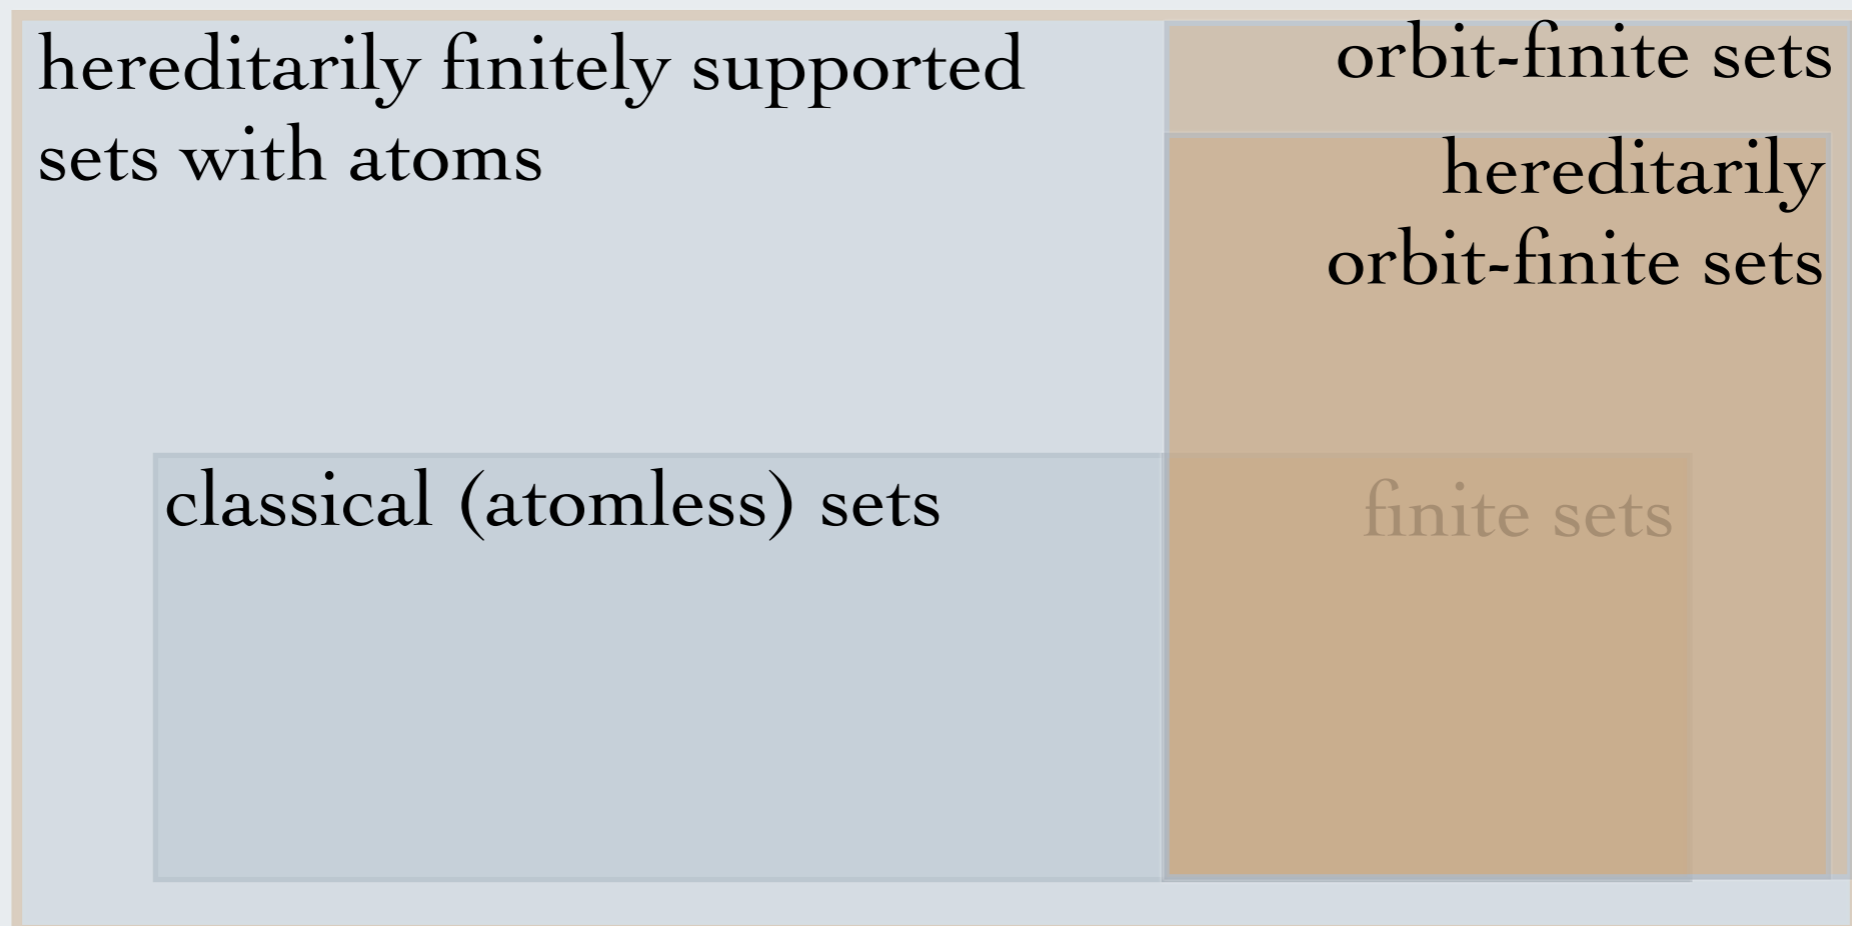 hereditarily finitely supported
sets with atoms
orbit-finite sets
hereditarily
orbit-finite sets
classical (atomless) sets
finite sets